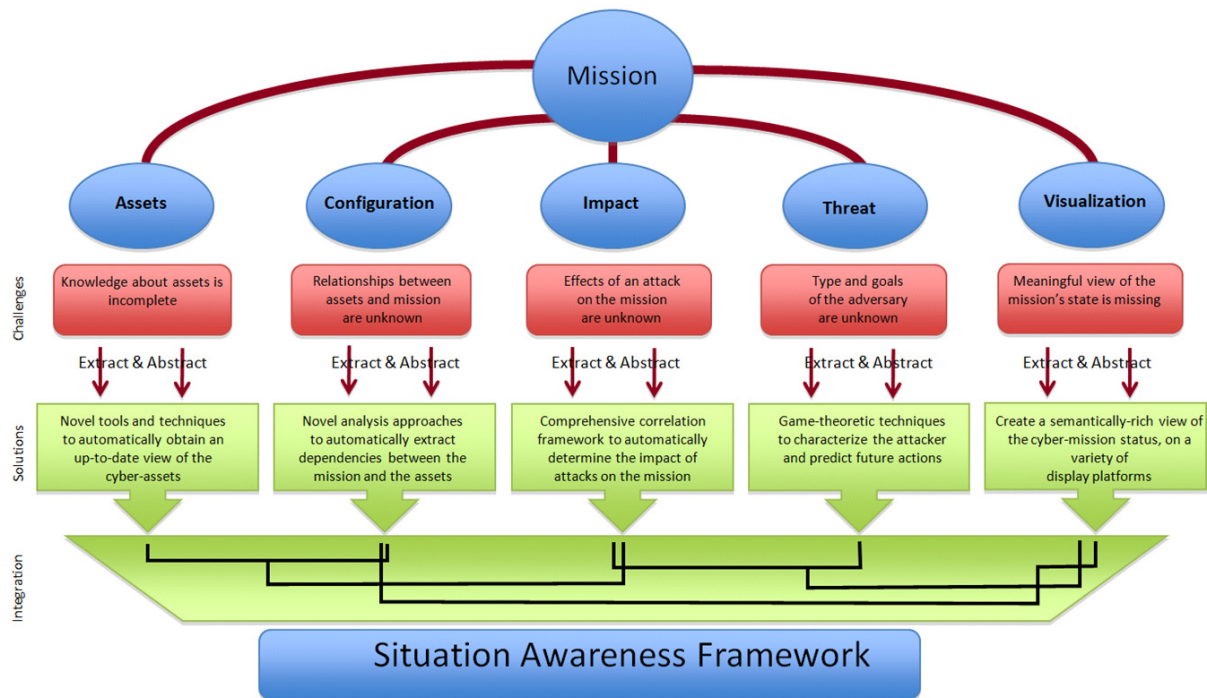 Mission
Assets
Configuration
Impact
Threat
Visualization
Challenges
Knowledge about assets is
incomplete
Relationships between
assets and mission
are unknown
Effects of an attack
on the mission
are unknown
Type and goals
of the adversary
are unknown
Meaningful view of the
mission's state is missing
Extract & Abstract
Extract & Abstract
Extract & Abstract
Extract & Abstract
Extract & Abstract
Solutions
Novel tools and techniques
to automatically obtain an
up-to-date view of the
cyber-assets
Novel analysis approaches
to automatically extract
dependencies between the
mission and the assets
Comprehensive correlation
framework to automatically
determine the impact of
attacks on the mission
Game-theoretic techniques
to characterize the attacker
and predict future actions
Create a semantically-rich view of
the cyber-mission status, on a
variety of
display platforms
Integration
Situation Awareness Framework